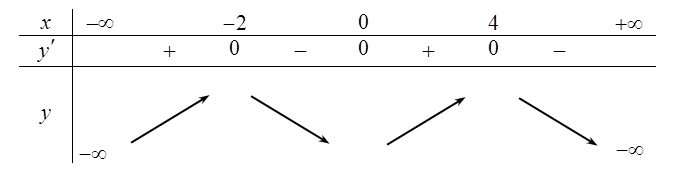 x −∞ −2 0 4 +∞
y′ + 0 − 0 + 0 −
y
−∞ −∞